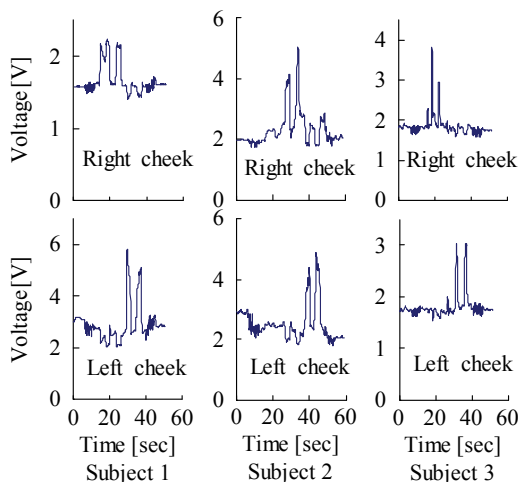 Voltage [V]
2
1
0
Right cheek
6
4
2
0
Right cheek
4
3
2
1
0
Right cheek
Voltage [V]
6
4
2
0
Left cheek
0 20 40 60
Time [sec]
Subject 1
6
4
2
0
Left cheek
0 20 40 60
Time [sec]
Subject 2
3
2
1
0
Left cheek
0 20 40 60
Time [sec]
Subject 3